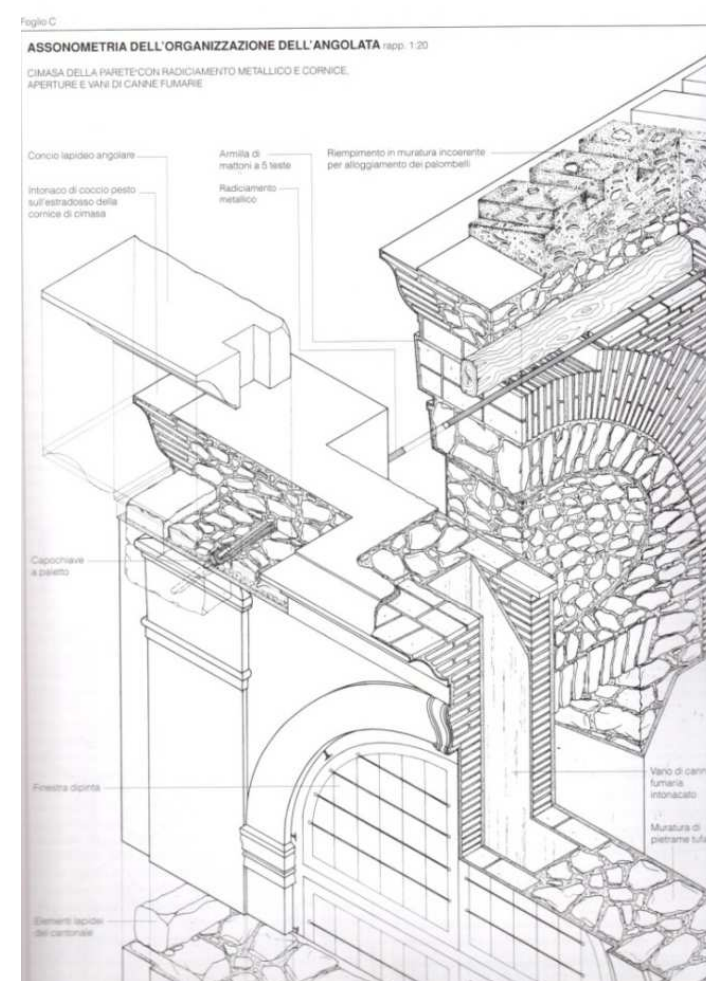 Foglio C
ASSONOMETRIA DELL'ORGANIZZAZIONE DELL'ANGOLATA rapp. 1:20
CIMASA DELLA PARETE CON RADICIAMENTO METALLICO E CORNICE,
APERTURE E VANI DI CANNE FUMARIE
Concio lapideo angolare
Armilla di
mattoni a 5 teste
Riempimento in muratura incoerente
per alloggiamento dei palombelli
Intonaco di coccio pesto
sull'estradosso della
cornice di cimasa
Radiciamento
metallico
Capochiave
a paletto
Finestra dipinta
Vano di cann
fumaria
intonacato
Muratura di
pietrame tufa
Elementi lapidei
del cantonale